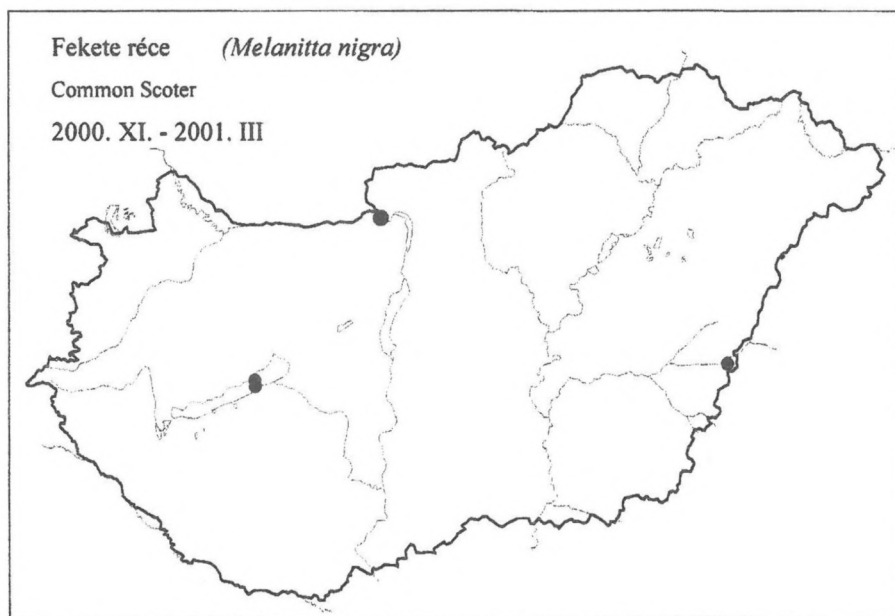 Fekete réce (Melanitta nigra)
Common Scoter
2000. XI. - 2001. III